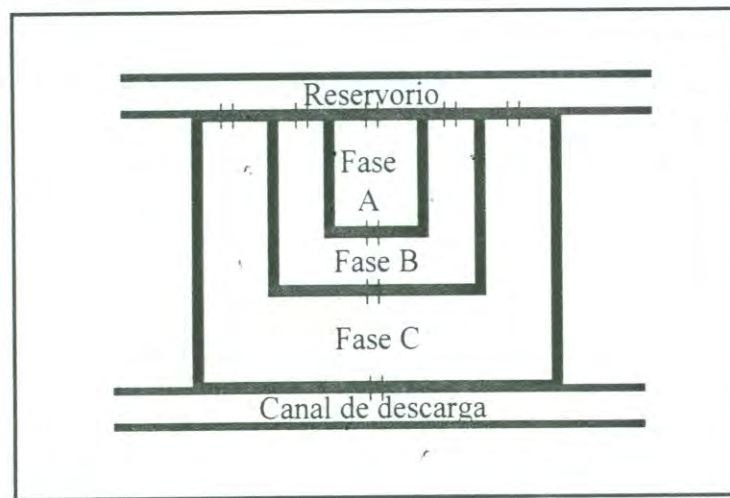 Reservorio
Fase
A
Fase B
Fase C
Canal de descarga